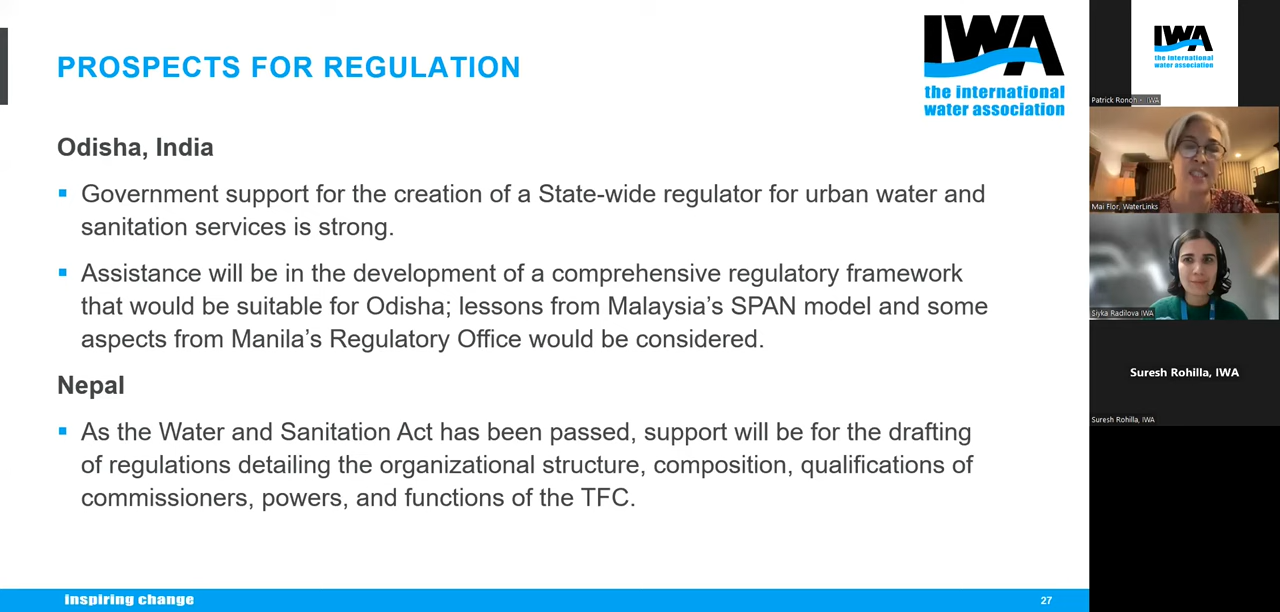 PROSPECTS FOR REGULATION
IWA
the international
water association
Odisha, India
Government support for the creation of a State-wide regulator for urban water and
sanitation services is strong.
Assistance will be in the development of a comprehensive regulatory framework
that would be suitable for Odisha; lessons from Malaysia’s SPAN model and some
aspects from Manila’s Regulatory Office would be considered.
Nepal
As the Water and Sanitation Act has been passed, support will be for the drafting
of regulations detailing the organizational structure, composition, qualifications of
commissioners, powers, and functions of the TFC.
inspiring change
27
IWA
the international
water association
Patrick Ronoh - IWA
Mai Flor, WaterLinks
Siyka Radilova IWA
Suresh Rohilla, IWA
Suresh Rohilla, IWA